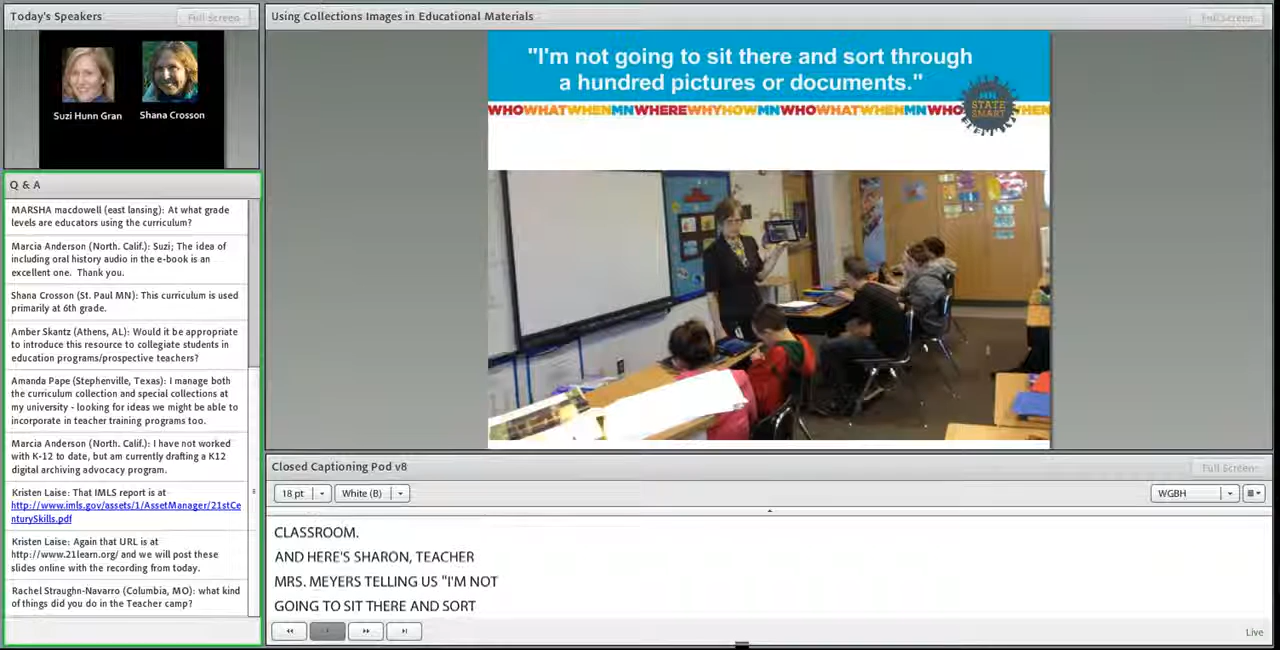 Today's Speakers
Full Screen
Suzi Hunn Gran
Shana Crosson
Q & A
MARSHA macdowell (east lansing): At what grade
levels are educators using the curriculum?
Marcia Anderson (North. Calif.): Suzi; The idea of
including oral history audio in the e-book is an
excellent one. Thank you.
Shana Crosson (St. Paul MN): This curriculum is used
primarily at 6th grade.
Amber Skantz (Athens, AL): Would it be appropriate
to introduce this resource to collegiate students in
education programs/prospective teachers?
Amanda Pape (Stephenville, Texas): I manage both
the curriculum collection and special collections at
my university - looking for ideas we might be able to
incorporate in teacher training programs too.
Marcia Anderson (North. Calif.): I have not worked
with K-12 to date, but am currently drafting a K12
digital archiving advocacy program.
Kristen Laise: That IMLS report is at
http://www.imls.gov/assets/1/AssetManager/21stCe
nturySkills.pdf
Kristen Laise: Again that URL is at
http://www.21learn.org/ and we will post these
slides online with the recording from today.
Rachel Straughn-Navarro (Columbia, MO): what kind
of things did you do in the Teacher camp?
Using Collections Images in Educational Materials
Full Screen
"I'm not going to sit there and sort through
a hundred pictures or documents."
WHOWHATWHENMNWHEREWHYHOWMNWHOWHATWHENMNWHO
HEN
MN
STATE
SMART
Closed Captioning Pod v8
Full Screen
18 pt
White (B)
WGBH
CLASSROOM.
AND HERE'S SHARON, TEACHER
MRS. MEYERS TELLING US "I'M NOT
GOING TO SIT THERE AND SORT
Live